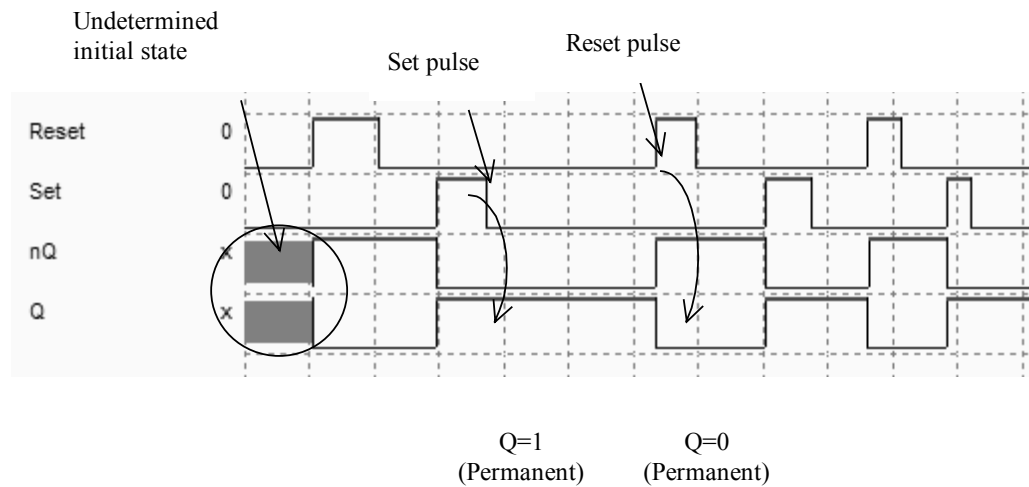 Undetermined
initial state
Set pulse
Reset pulse
Reset 0
Set 0
nQ x
Q x
Q=1
(Permanent)
Q=0
(Permanent)